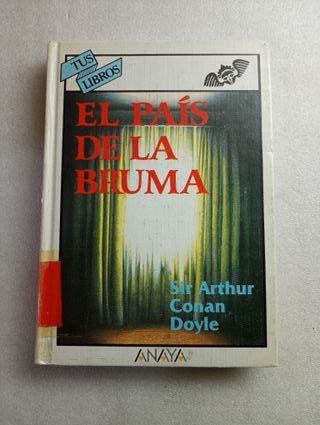 TUS
LIBROS
EL PAÍS
DE LA
BRUMA
Sir Arthur
Conan
Doyle
ANAYA